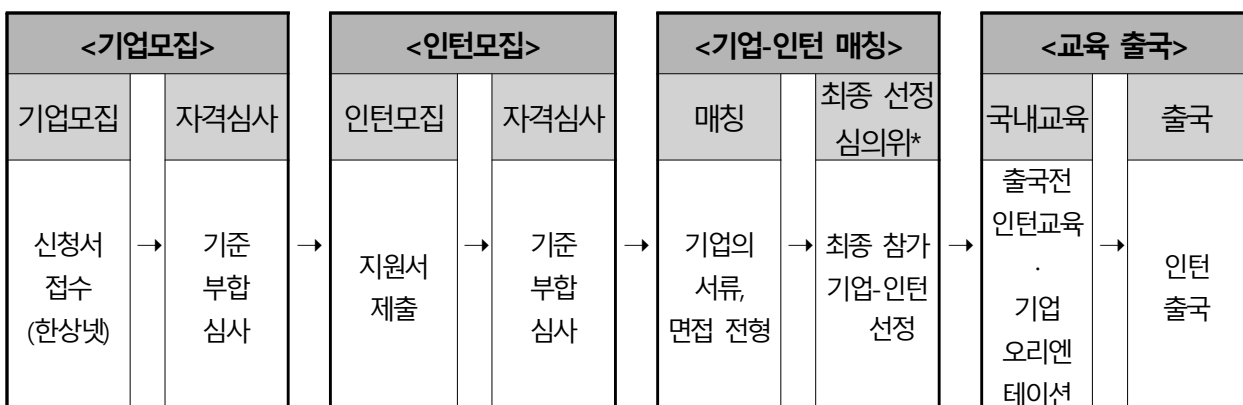 <기업모집>
기업모집
자격심사
신청서
접수
(한상넷)
→
기준
부합
심사
→
<인턴모집>
인턴모집
자격심사
지원서
제출
→
기준
부합
심사
→
<기업-인턴 매칭>
매칭
최종 선정
심의위*
기업의
서류,
면접 전형
→
최종 참가
기업-인턴
선정
→
<교육 출국>
국내교육
출국
출국전
인턴교육
·
기업
오리엔
테이션
→
인턴
출국